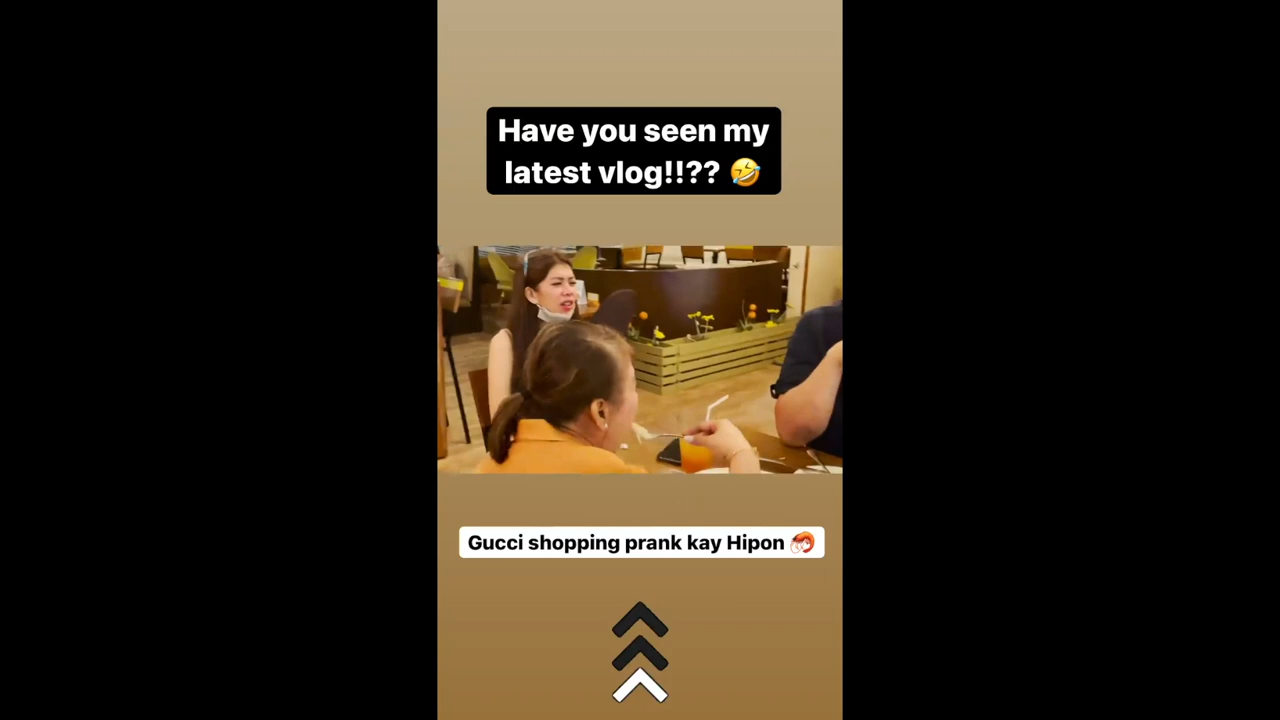 Have you seen my
latest vlog!!?? 🤣
Gucci shopping prank kay Hipon 🦐